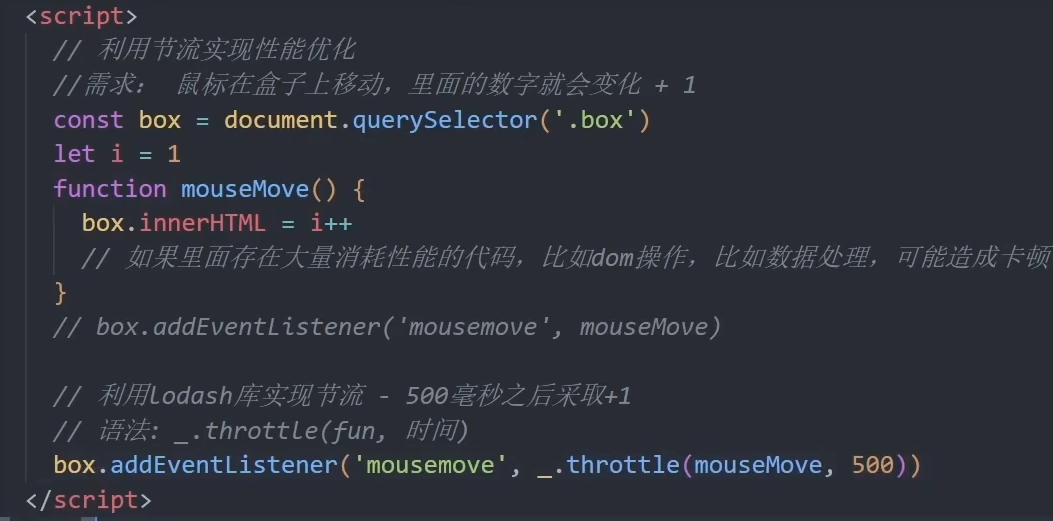 <script>
// 利用节流实现性能优化
//需求： 鼠标在盒子上移动，里面的数字就会变化 + 1
const box = document.querySelector('.box')
let i = 1
function mouseMove() {
box.innerHTML = i++
// 如果里面存在大量消耗性能的代码，比如dom操作，比如数据处理，可能造成卡顿
}
// box.addEventListener('mousemove', mouseMove)
// 利用lodash库实现节流 - 500毫秒之后采取+1
// 语法: _.throttle(fun, 时间)
box.addEventListener('mousemove', _.throttle(mouseMove, 500))
</script>